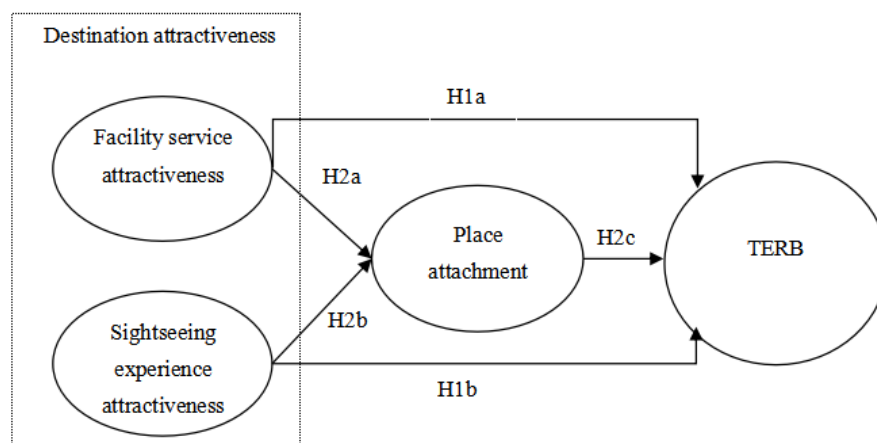 Destination attractiveness
H1a
Facility service
attractiveness
H2a
Place
attachment
H2c
TERB
H2b
Sightseeing
experience
attractiveness
H1b